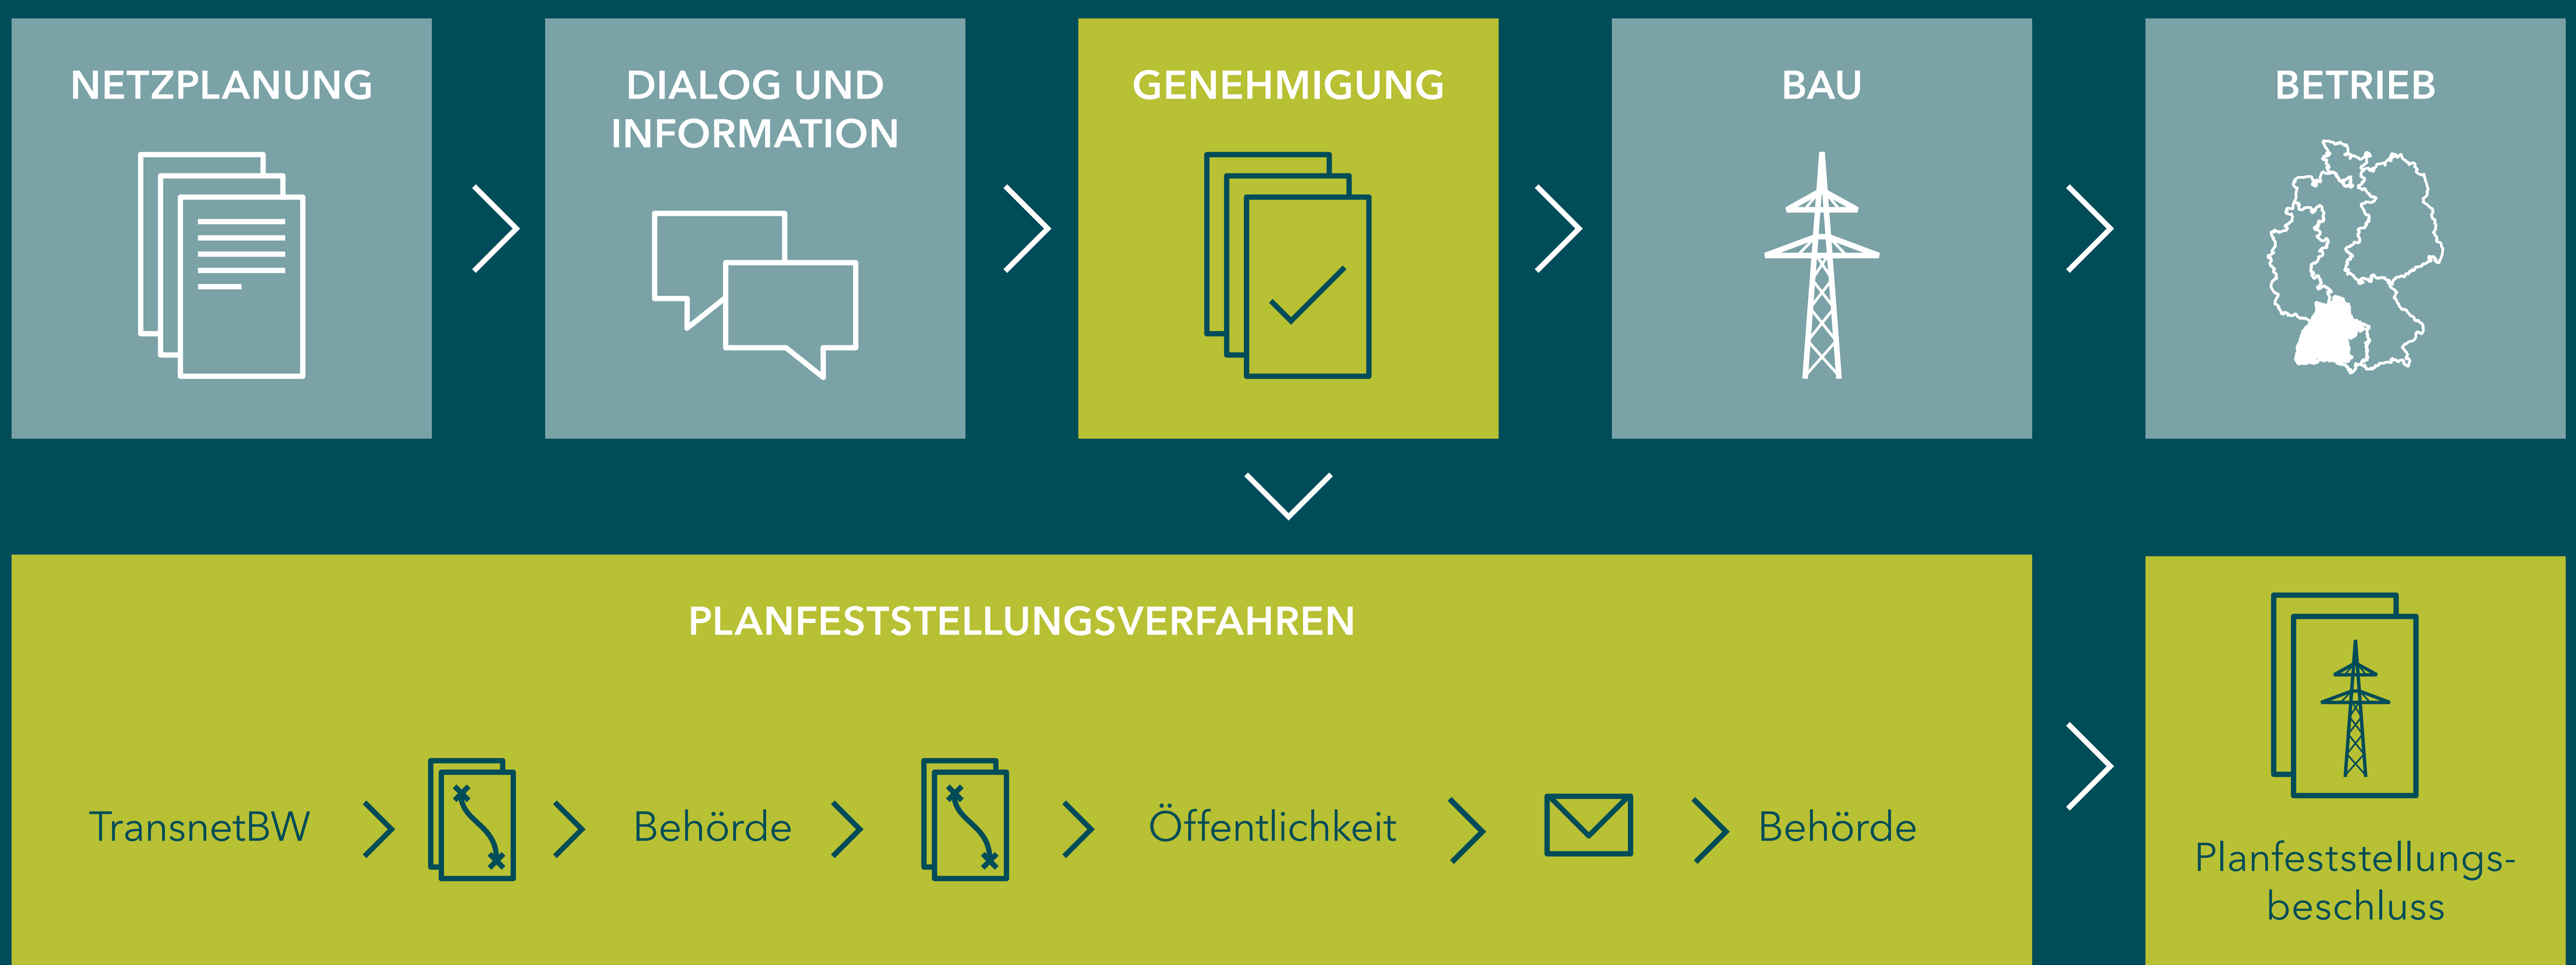 NETZPLANUNG
DIALOG UND
INFORMATION
GENEHMIGUNG
BAU
BETRIEB
PLANFESTSTELLUNGSVERFAHREN
TransnetBW
Behörde
Öffentlichkeit
Behörde
Planfeststellungs-
beschluss